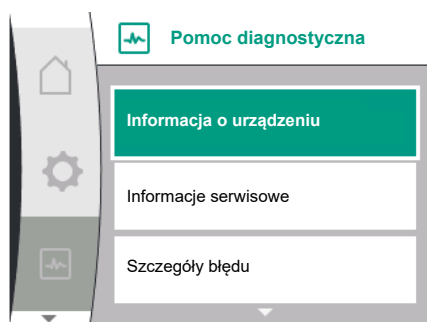 Pomoc diagnostyczna
Informacja o urządzeniu
Informacje serwisowe
Szczegóły błędu